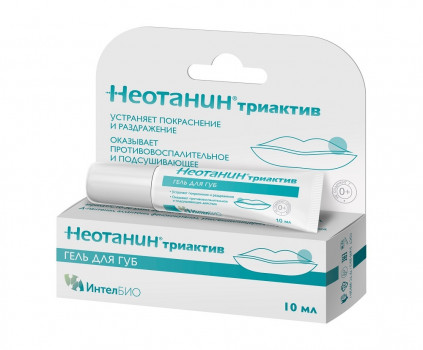 Неотанин® триактив
УСТРАНЯЕТ ПОКРАСНЕНИЕ
И РАЗДРАЖЕНИЕ
ОКАЗЫВАЕТ
ПРОТИВОВОСПАЛИТЕЛЬНОЕ
И ПОДСУШИВАЮЩЕЕ
Неотанин® триактив
ГЕЛЬ ДЛЯ ГУБ
0+
10 мл
Неотанин® триактив
ГЕЛЬ ДЛЯ ГУБ
ИнтелБИО
10 мл